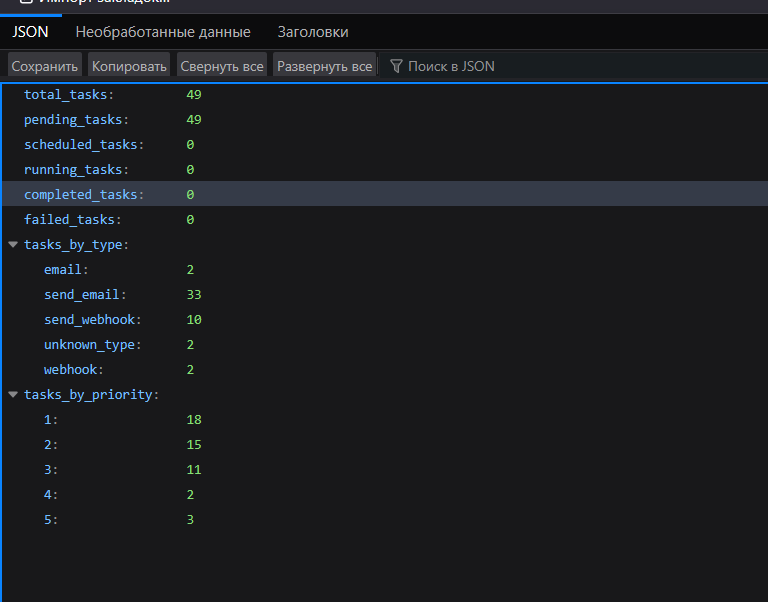 Импорт закладок...
JSON Необработанные данные Заголовки
Сохранить Копировать Свернуть все Развернуть все Поиск в JSON
total_tasks: 49
pending_tasks: 49
scheduled_tasks: 0
running_tasks: 0
completed_tasks: 0
failed_tasks: 0
tasks_by_type:
email: 2
send_email: 33
send_webhook: 10
unknown_type: 2
webhook: 2
tasks_by_priority:
1: 18
2: 15
3: 11
4: 2
5: 3